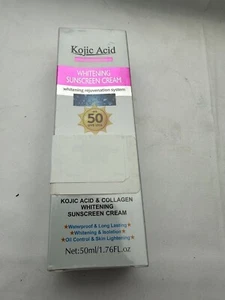 Kojic Acid
WHITENING
SUNSCREEN CREAM
whitening rejuvenation system
50
KOJIC ACID & COLLAGEN
WHITENING
SUNSCREEN CREAM
★Waterproof & Long Lasting★
★Whitening & Isolation★
★Oil Control & Skin Lightening★
Net:50ml/1.76FL.oz